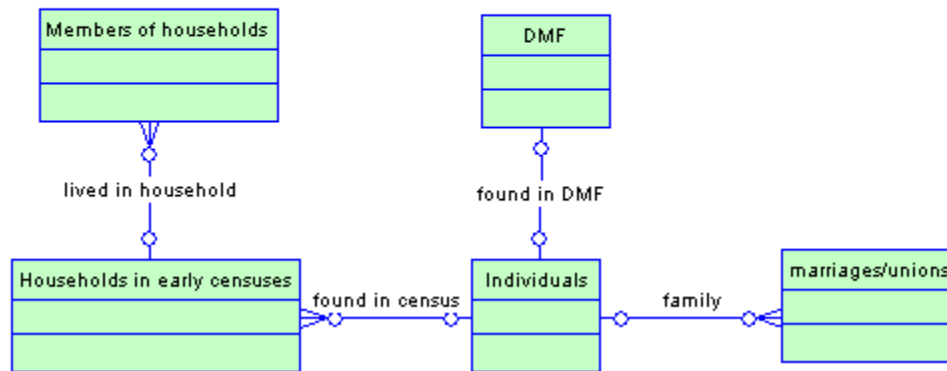 Members of households
DMF
lived in household
found in DMF
Households in early censuses
found in census
Individuals
family
marriages/unions